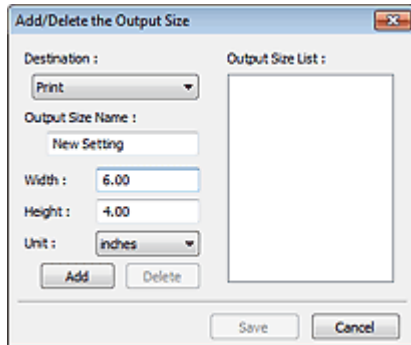 Add/Delete the Output Size
Destination :
Output Size List :
Print
Output Size Name :
New Setting
Width :
6.00
Height :
4.00
Unit :
inches
Add
Delete
Save
Cancel